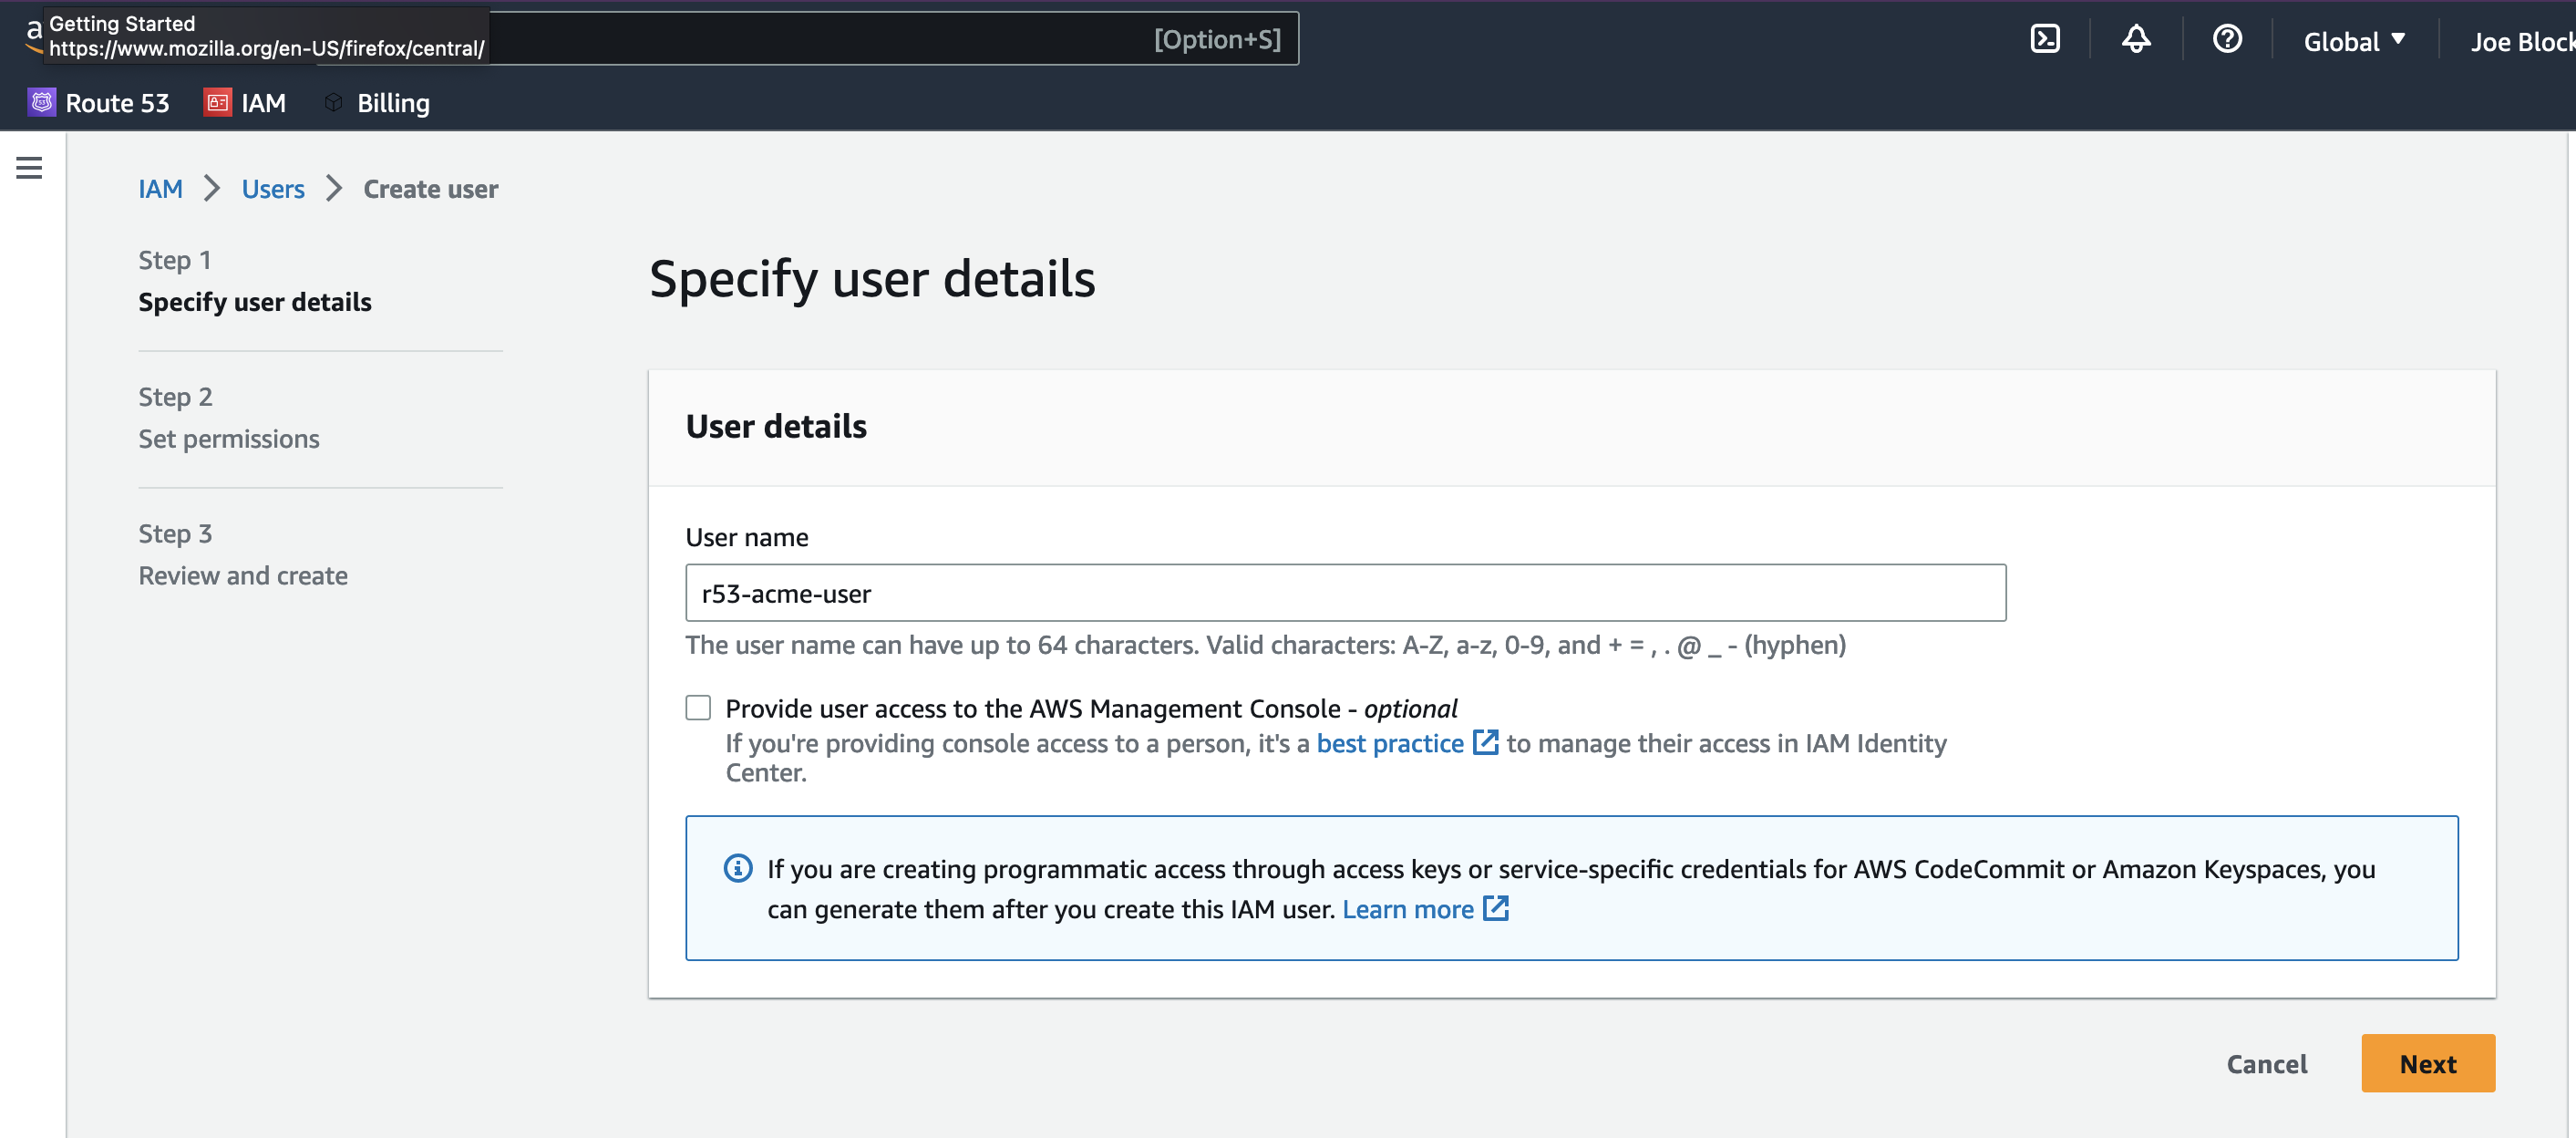 Getting Started
https://www.mozilla.org/en-US/firefox/central/
[Option+S]
Global
Joe Block
Route 53
IAM
Billing
IAM
Users
Create user
Step 1
Specify user details
Step 2
Set permissions
Step 3
Review and create
Specify user details
User details
User name
r53-acme-user
The user name can have up to 64 characters. Valid characters: A-Z, a-z, 0-9, and + = , . @ _ - (hyphen)
Provide user access to the AWS Management Console - optional
If you're providing console access to a person, it's a best practice to manage their access in IAM Identity
Center.
If you are creating programmatic access through access keys or service-specific credentials for AWS CodeCommit or Amazon Keyspaces, you
can generate them after you create this IAM user. Learn more
Cancel
Next